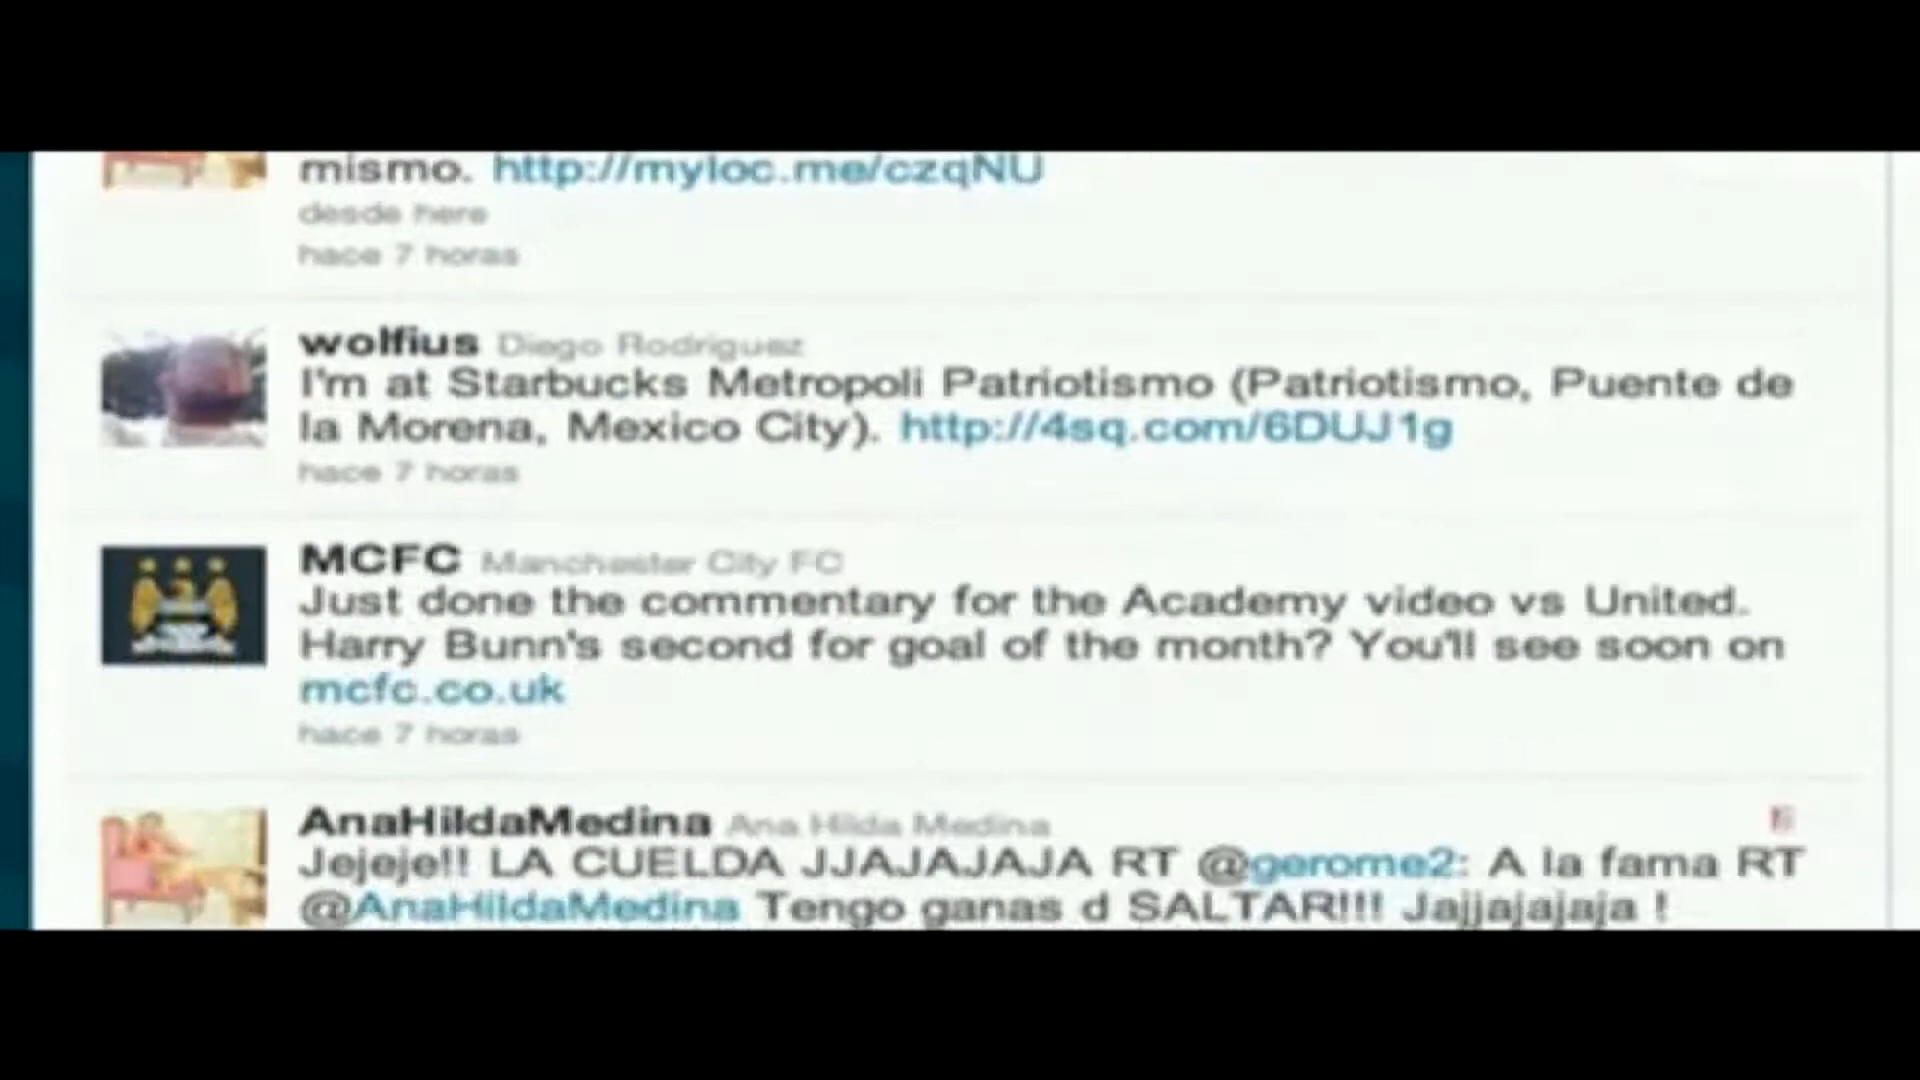 mismo. http://myloc.me/czqNU
desde here
hace 7 horas
wolfius Diego Rodriguez
I'm at Starbucks Metropoli Patriotismo (Patriotismo, Puente de
la Morena, Mexico City). http://4sq.com/6DUJ1g
hace 7 horas
MCFC Manchester City FC
Just done the commentary for the Academy video vs United.
Harry Bunn's second for goal of the month? You'll see soon on
mcfc.co.uk
hace 7 horas
AnaHildaMedina Ana Hilda Medina
Jejeje!! LA CUELDA JJAJAJAJA RT @gerome2: A la fama RT
@AnaHildaMedina Tengo ganas d SALTAR!!! Jajjajajaja !